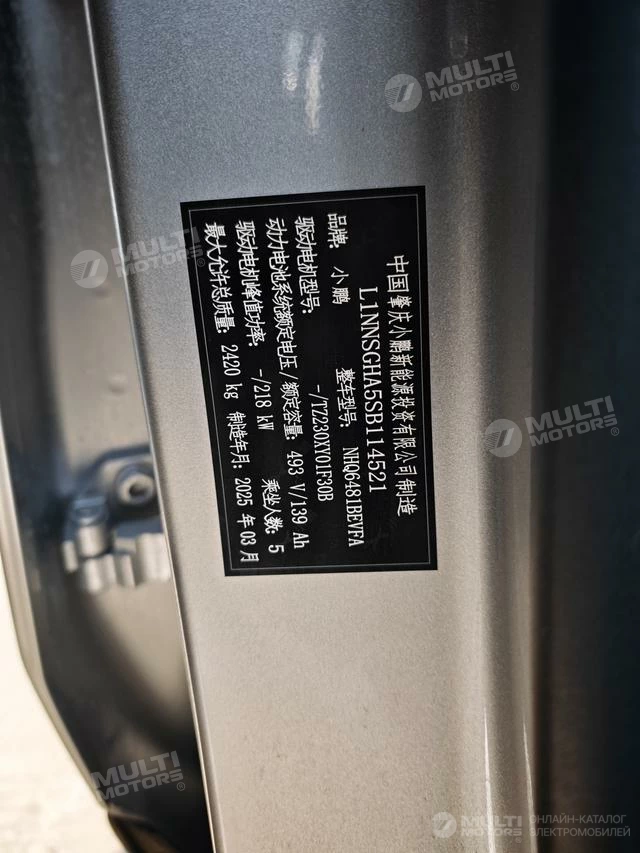 中国肇庆小鹏新能源投资有限公司制造
L1NNSGHA5SB114521
品牌: 小鹏 整车型号: NHQ6481BEVFA
驱动电机型号: -/TZ230XY01F30B
动力电池系统额定电压/额定容量: 493 V/139 Ah
驱动电机峰值功率: -/218 kW 乘坐人数: 5
最大允许总质量: 2420 kg 制造年月: 2025 年 03 月
MULTI
MOTORS®
MULTI
MOTORS®
MULTI
MOTORS®
MULTI
MOTORS®
MULTI
MOTORS®
ОНЛАЙН-КАТАЛОГ
ЭЛЕКТРОМОБИЛЕЙ